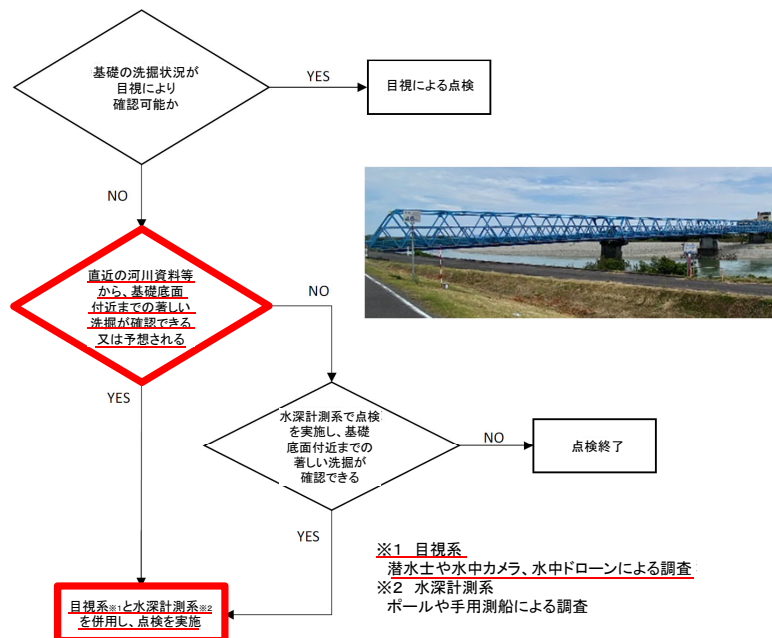 基礎の洗掘状況が
目視により
確認可能か
YES
目視による点検
NO
直近の河川資料等
から、基礎底面
付近までの著しい
洗掘が確認できる
又は予想される
NO
YES
水深計測系で点検
を実施し、基礎
底面付近までの
著しい洗掘が
確認できる
NO
点検終了
YES
目視系※1と水深計測系※2
を併用し、点検を実施
※1 目視系
潜水士や水中カメラ、水中ドローンによる調査
※2 水深計測系
ポールや手用測船による調査